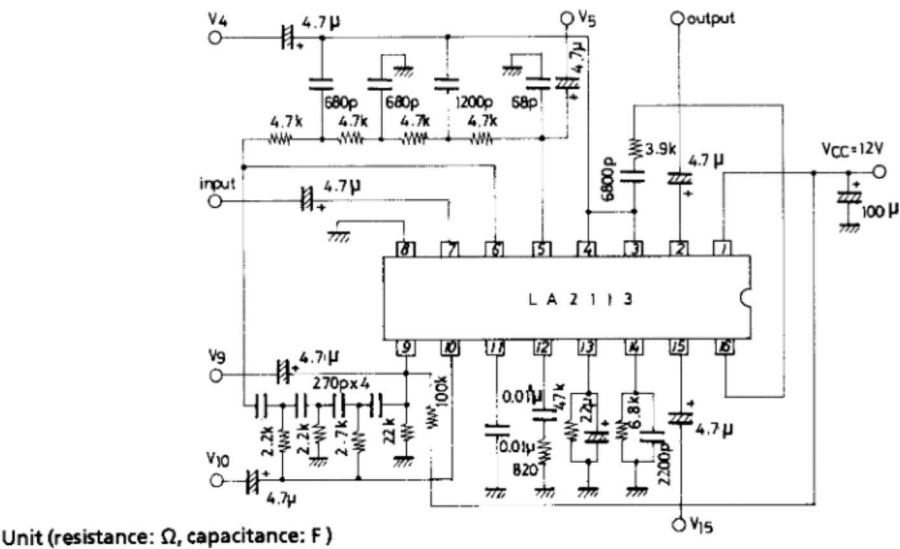 V4
4.7µ
+
V5
output
4.7µ
+
680p
680p
1200p
68p
4.7k
4.7k
4.7k
4.7k
3.9k
6800p
4.7µ
+
VCC=12V
+
100µ
input
4.7µ
+
8
7
6
5
4
3
2
1
LA2113
9
10
11
12
13
14
15
16
V9
4.7µ
+
270p×4
100k
2.2k
2.2k
2.7k
22k
V10
+
4.7µ
0.01µ
0.01µ
820
47k
22µ
+
6.8k
2200p
+
4.7µ
V15
Unit (resistance: Ω, capacitance: F)